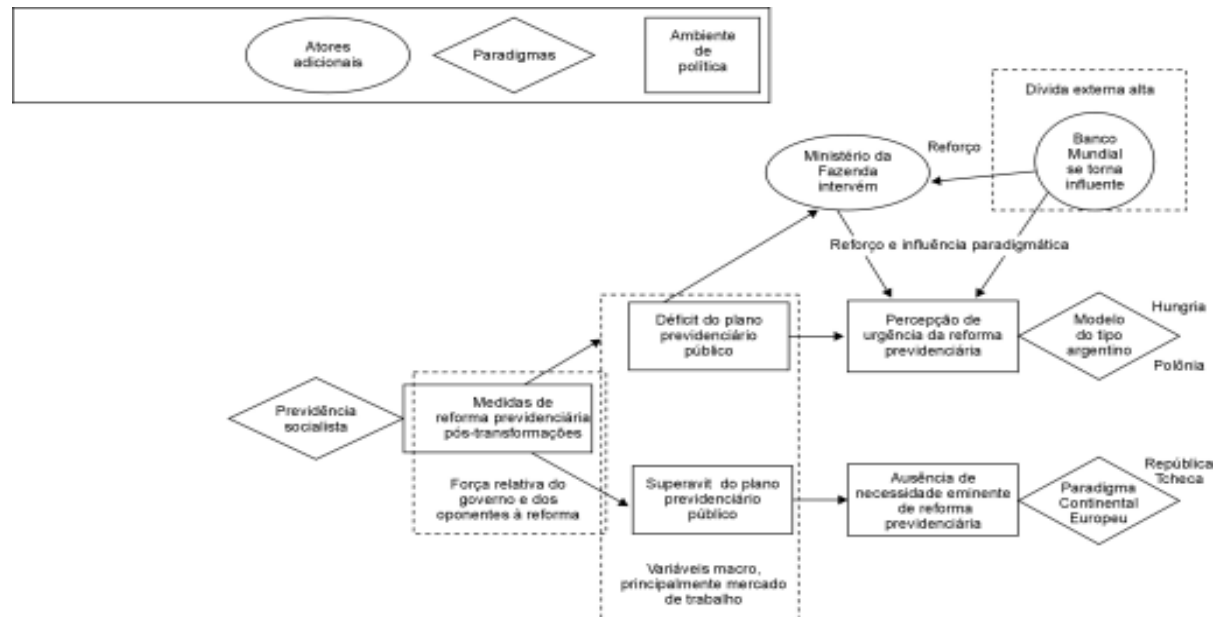 Atores
adicionais
Paradigmas
Ambiente
de
política
Dívida externa alta
Banco
Mundial
se torna
influente
Reforço
Ministério da
Fazenda
intervém
Reforço e influência paradigmática
Déficit do plano
previdenciário
público
Percepção de
urgência da reforma
previdenciária
Modelo
do tipo
argentino
Hungria
Polônia
Previdência
socialista
Medidas de
reforma previdenciária
pós-transformações
Força relativa do
governo e dos
oponentes à reforma
Superavit do plano
previdenciário
público
Ausência de
necessidade eminente
de reforma
previdenciária
Paradigma
Continental
Europeu
República
Tcheca
Variáveis macro,
principalmente mercado
de trabalho